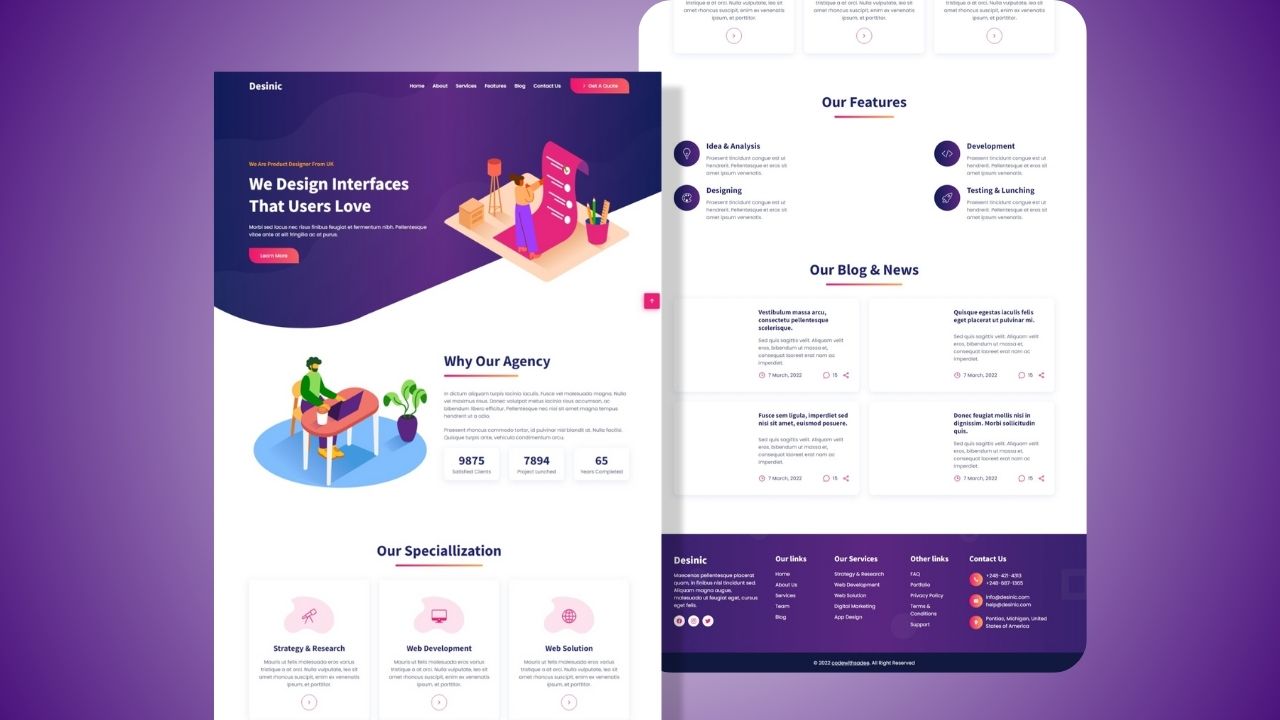 Desinic
Home
About
Services
Features
Blog
Contact Us
Get A Quote
We Are Product Designer From UK
We Design Interfaces
That Users Love
Morbi sed lacus nec risus finibus feugiat et fermentum nibh. Pellentesque
vitae ante at elit fringilla ac at purus.
Learn More
Why Our Agency
In dictum aliquam turpis lacinia iaculis. Fusce vel malesuada magna. Nulla
vel maximus risus. Donec volutpat metus lacinia risus accumsan, ac
bibendum libero efficitur. Pellentesque nec nisl sit amet magna tempus
hendrerit ut a odio.
Praesent rhoncus commodo tortor, id pulvinar nisi blandit at. Nulla facilisi.
Quisque turpis ante, vehicula condimentum arcu.
9875
Satisfied Clients
7894
Project Lunched
65
Years Completed
Our Speciallization
Strategy & Research
Mauris ut felis malesuada eros varius
tristique a at orci. Nulla vulputate, leo sit
amet rhoncus suscipit, enim ex venenatis
ipsum, et porttitor.
Web Development
Mauris ut felis malesuada eros varius
tristique a at orci. Nulla vulputate, leo sit
amet rhoncus suscipit, enim ex venenatis
ipsum, et porttitor.
Web Solution
Mauris ut felis malesuada eros varius
tristique a at orci. Nulla vulputate, leo sit
amet rhoncus suscipit, enim ex venenatis
ipsum, et porttitor.
tristique a at orci. Nulla vulputate, leo sit
amet rhoncus suscipit, enim ex venenatis
ipsum, et porttitor.
tristique a at orci. Nulla vulputate, leo sit
amet rhoncus suscipit, enim ex venenatis
ipsum, et porttitor.
tristique a at orci. Nulla vulputate, leo sit
amet rhoncus suscipit, enim ex venenatis
ipsum, et porttitor.
Our Features
Idea & Analysis
Praesent tincidunt congue est ut
hendrerit. Pellentesque et eros sit
amer ipsum venenatis.
Development
Praesent tincidunt congue est ut
hendrerit. Pellentesque et eros sit
amer ipsum venenatis.
Designing
Praesent tincidunt congue est ut
hendrerit. Pellentesque et eros sit
amer ipsum venenatis.
Testing & Lunching
Praesent tincidunt congue est ut
hendrerit. Pellentesque et eros sit
amer ipsum venenatis.
Our Blog & News
Vestibulum massa arcu,
consectetu pellentesque
scelerisque.
Sed quis sagittis velit. Aliquam velit
eros, bibendum ut massa et,
consequat laoreet erat nam ac
imperdiet.
7 March, 2022
15
Quisque egestas iaculis felis
eget placerat ut pulvinar mi.
Sed quis sagittis velit. Aliquam velit
eros, bibendum ut massa et,
consequat laoreet erat nam ac
imperdiet.
7 March, 2022
15
Fusce sem ligula, imperdiet sed
nisi sit amet, euismod posuere.
Sed quis sagittis velit. Aliquam velit
eros, bibendum ut massa et,
consequat laoreet erat nam ac
imperdiet.
7 March, 2022
15
Donec feugiat mollis nisi in
dignissim. Morbi sollicitudin
quis.
Sed quis sagittis velit. Aliquam velit
eros, bibendum ut massa et,
consequat laoreet erat nam ac
imperdiet.
7 March, 2022
15
Desinic
Maecenas pellentesque placerat
quam, in finibus nisl tincidunt sed.
Aliquam magna augue,
malesuada ut feugiat eget, cursus
eget felis.
Our links
Home
About Us
Services
Team
Blog
Our Services
Strategy & Research
Web Development
Web Solution
Digital Marketing
App Design
Other links
FAQ
Portfolio
Privacy Policy
Terms &
Conditions
Support
Contact Us
+248-421-4313
+248-687-1365
info@desinic.com
help@desinic.com
Pontiac, Michigan, United
States of America
© 2022 codewithsadee. All Right Reserved